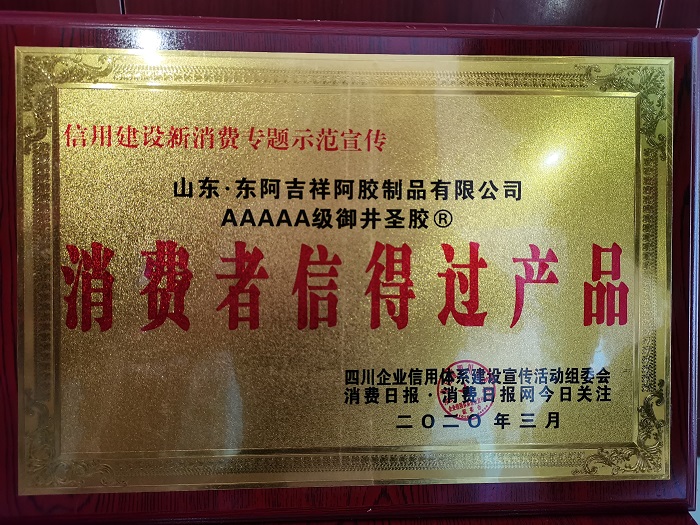 信用建设新消费专题示范宣传
山东·东阿吉祥阿胶制品有限公司
AAAAA级御井圣胶®
消费者信得过产品
四川企业信用体系建设宣传活动组委会
消费日报·消费日报网今日关注
二〇二〇年三月